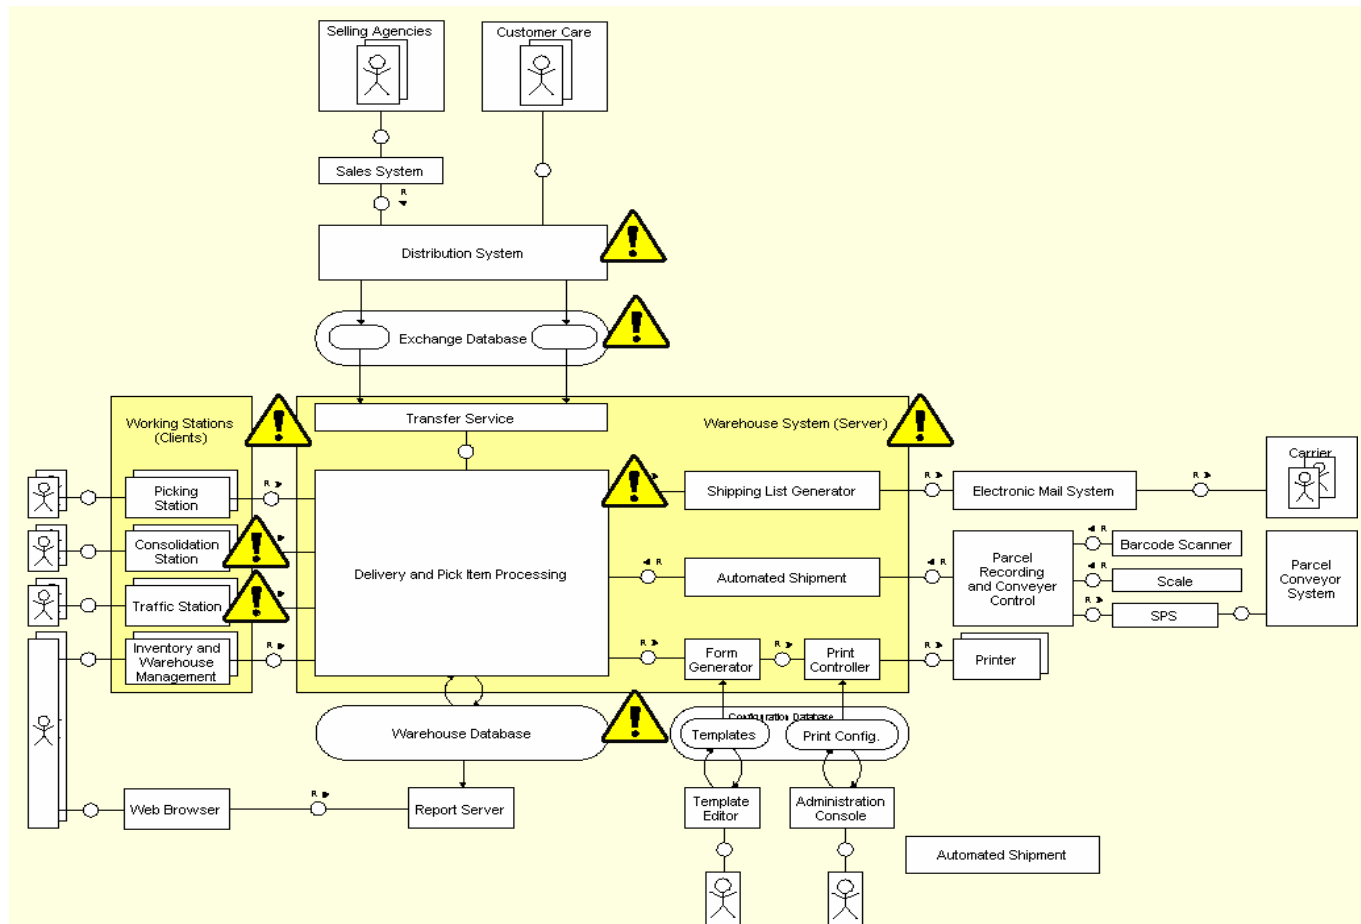 Selling Agencies
Customer Care
Sales System
R
Distribution System
Exchange Database
Working Stations
(Clients)
Transfer Service
Warehouse System (Server)
Carrier
Picking
Station
R
Shipping List Generator
R
Electronic Mail System
R
Consolidation
Station
Delivery and Pick Item Processing
R
Automated Shipment
R
Parcel
Recording
and Conveyer
Control
R
Barcode Scanner
R
Scale
R
SPS
Parcel
Conveyor
System
Traffic Station
Inventory and
Warehouse
Management
R
R
Form
Generator
R
Print
Controller
R
Printer
Warehouse Database
Configuration Database
Templates
Print Config.
Web Browser
R
Report Server
Template
Editor
Administration
Console
Automated Shipment